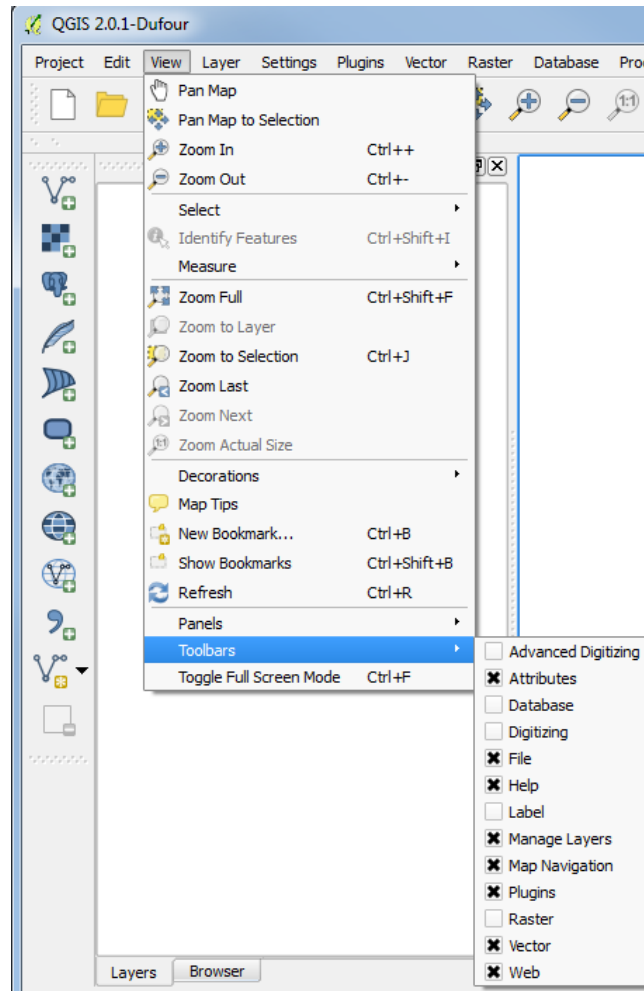 QGIS 2.0.1-Dufour
Project Edit View Layer Settings Plugins Vector Raster Database
Pan Map
Pan Map to Selection
Zoom In Ctrl++
Zoom Out Ctrl+-
Select
Identify Features Ctrl+Shift+I
Measure
Zoom Full Ctrl+Shift+F
Zoom to Layer
Zoom to Selection Ctrl+J
Zoom Last
Zoom Next
Zoom Actual Size
Decorations
Map Tips
New Bookmark... Ctrl+B
Show Bookmarks Ctrl+Shift+B
Refresh Ctrl+R
Panels
Toolbars
Toggle Full Screen Mode Ctrl+F
Advanced Digitizing
Attributes
Database
Digitizing
File
Help
Label
Manage Layers
Map Navigation
Plugins
Raster
Vector
Web
Layers Browser